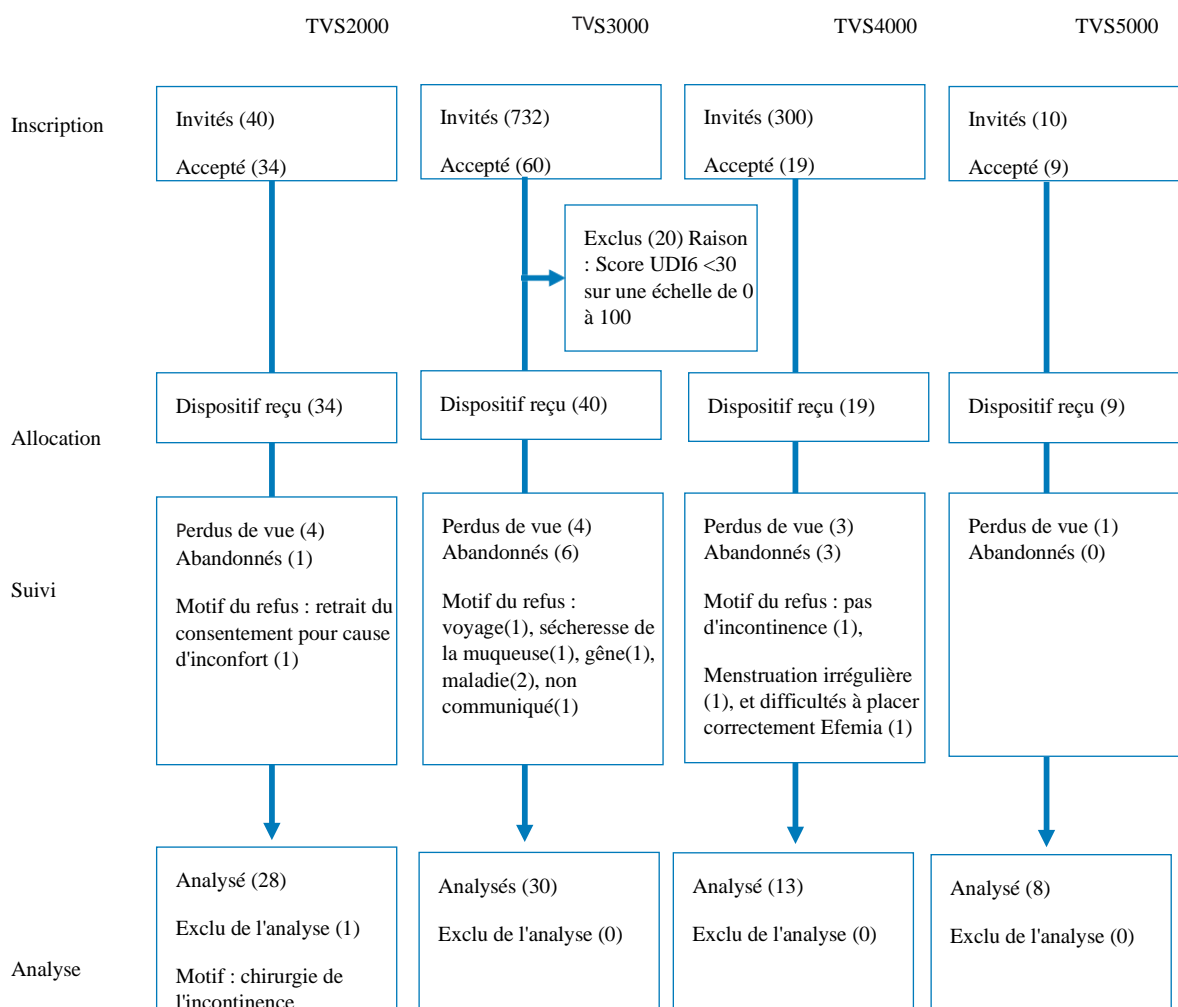 TVS2000
TVS3000
TVS4000
TVS5000
Inscription
Invités (40)
Accepté (34)
Invités (732)
Accepté (60)
Invités (300)
Accepté (19)
Invités (10)
Accepté (9)
Exclus (20) Raison
: Score UDI6 <30
sur une échelle de 0
à 100
Allocation
Dispositif reçu (34)
Dispositif reçu (40)
Dispositif reçu (19)
Dispositif reçu (9)
Suivi
Perdus de vue (4)
Abandonnés (1)
Motif du refus : retrait du
consentement pour cause
d'inconfort (1)
Perdus de vue (4)
Abandonnés (6)
Motif du refus :
voyage(1), sécheresse de
la muqueuse(1), gêne(1),
maladie(2), non
communiqué(1)
Perdus de vue (3)
Abandonnés (3)
Motif du refus : pas
d'incontinence (1),
Menstruation irrégulière
(1), et difficultés à placer
correctement Efemia (1)
Perdus de vue (1)
Abandonnés (0)
Analyse
Analysé (28)
Exclu de l'analyse (1)
Motif : chirurgie de
l'incontinence
Analysés (30)
Exclu de l'analyse (0)
Analysé (13)
Exclu de l'analyse (0)
Analysé (8)
Exclu de l'analyse (0)